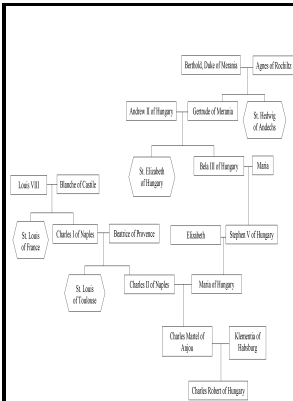 Berthold, Duke of Merania
Agnes of Rochlitz
Andrew II of Hungary
Gertrude of Merania
St. Hedwig
of Andechs
St. Elizabeth
of Hungary
Bela III of Hungary
Maria
Louis VIII
Blanche of Castile
St. Louis
of France
Charles I of Naples
Beatrice of Provence
Elizabeth
Stephen V of Hungary
St. Louis
of Toulouse
Charles II of Naples
Maria of Hungary
Charles Martel of
Anjou
Klementia of
Habsburg
Charles Robert of Hungary